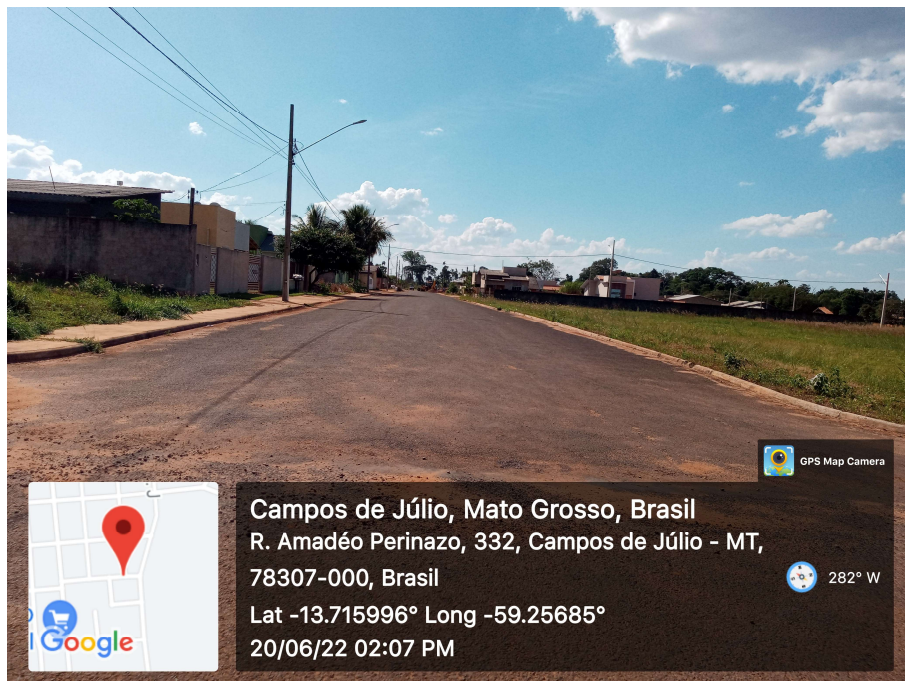 GPS Map Camera
Campos de Júlio, Mato Grosso, Brasil
R. Amadéo Perinazo, 332, Campos de Júlio - MT,
78307-000, Brasil
282° W
Lat -13.715996° Long -59.25685°
20/06/22 02:07 PM
Google